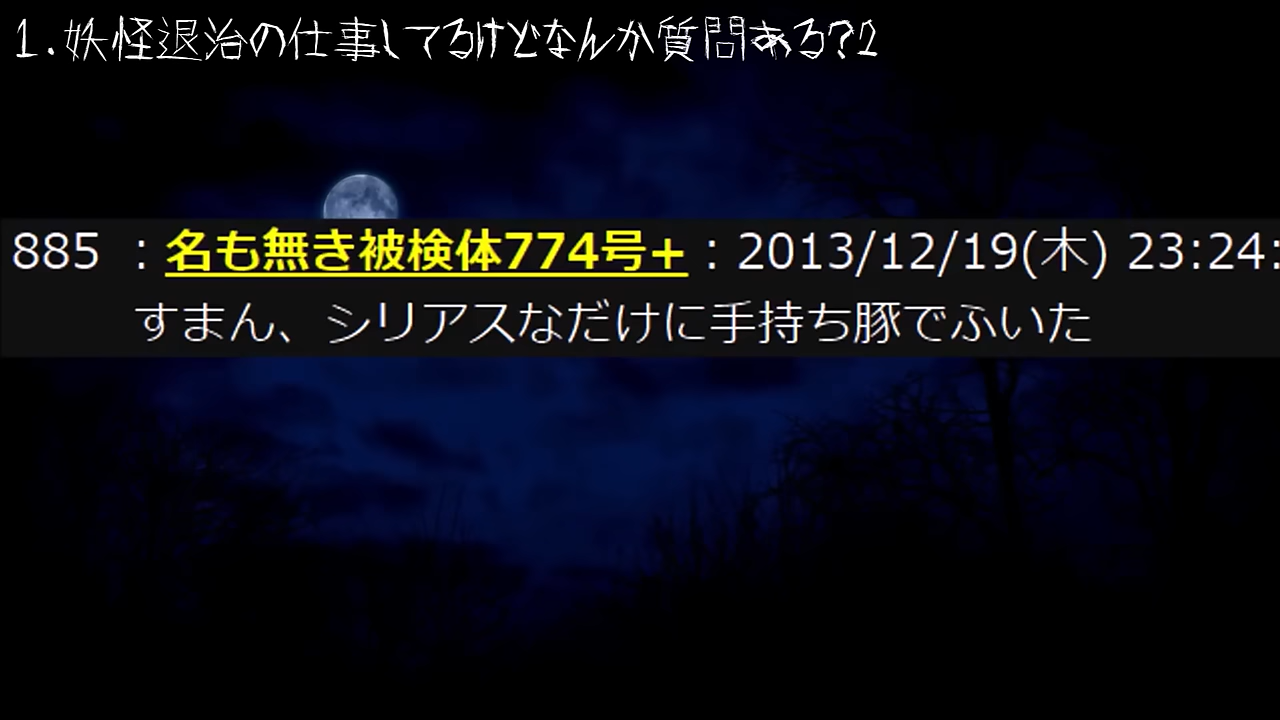 1.妖怪退治の仕事してるけどなんか質問ある?2
885 ：名も無き被検体774号+：2013/12/19(木) 23:24:
すまん、シリアスなだけに手持ち豚でふいた